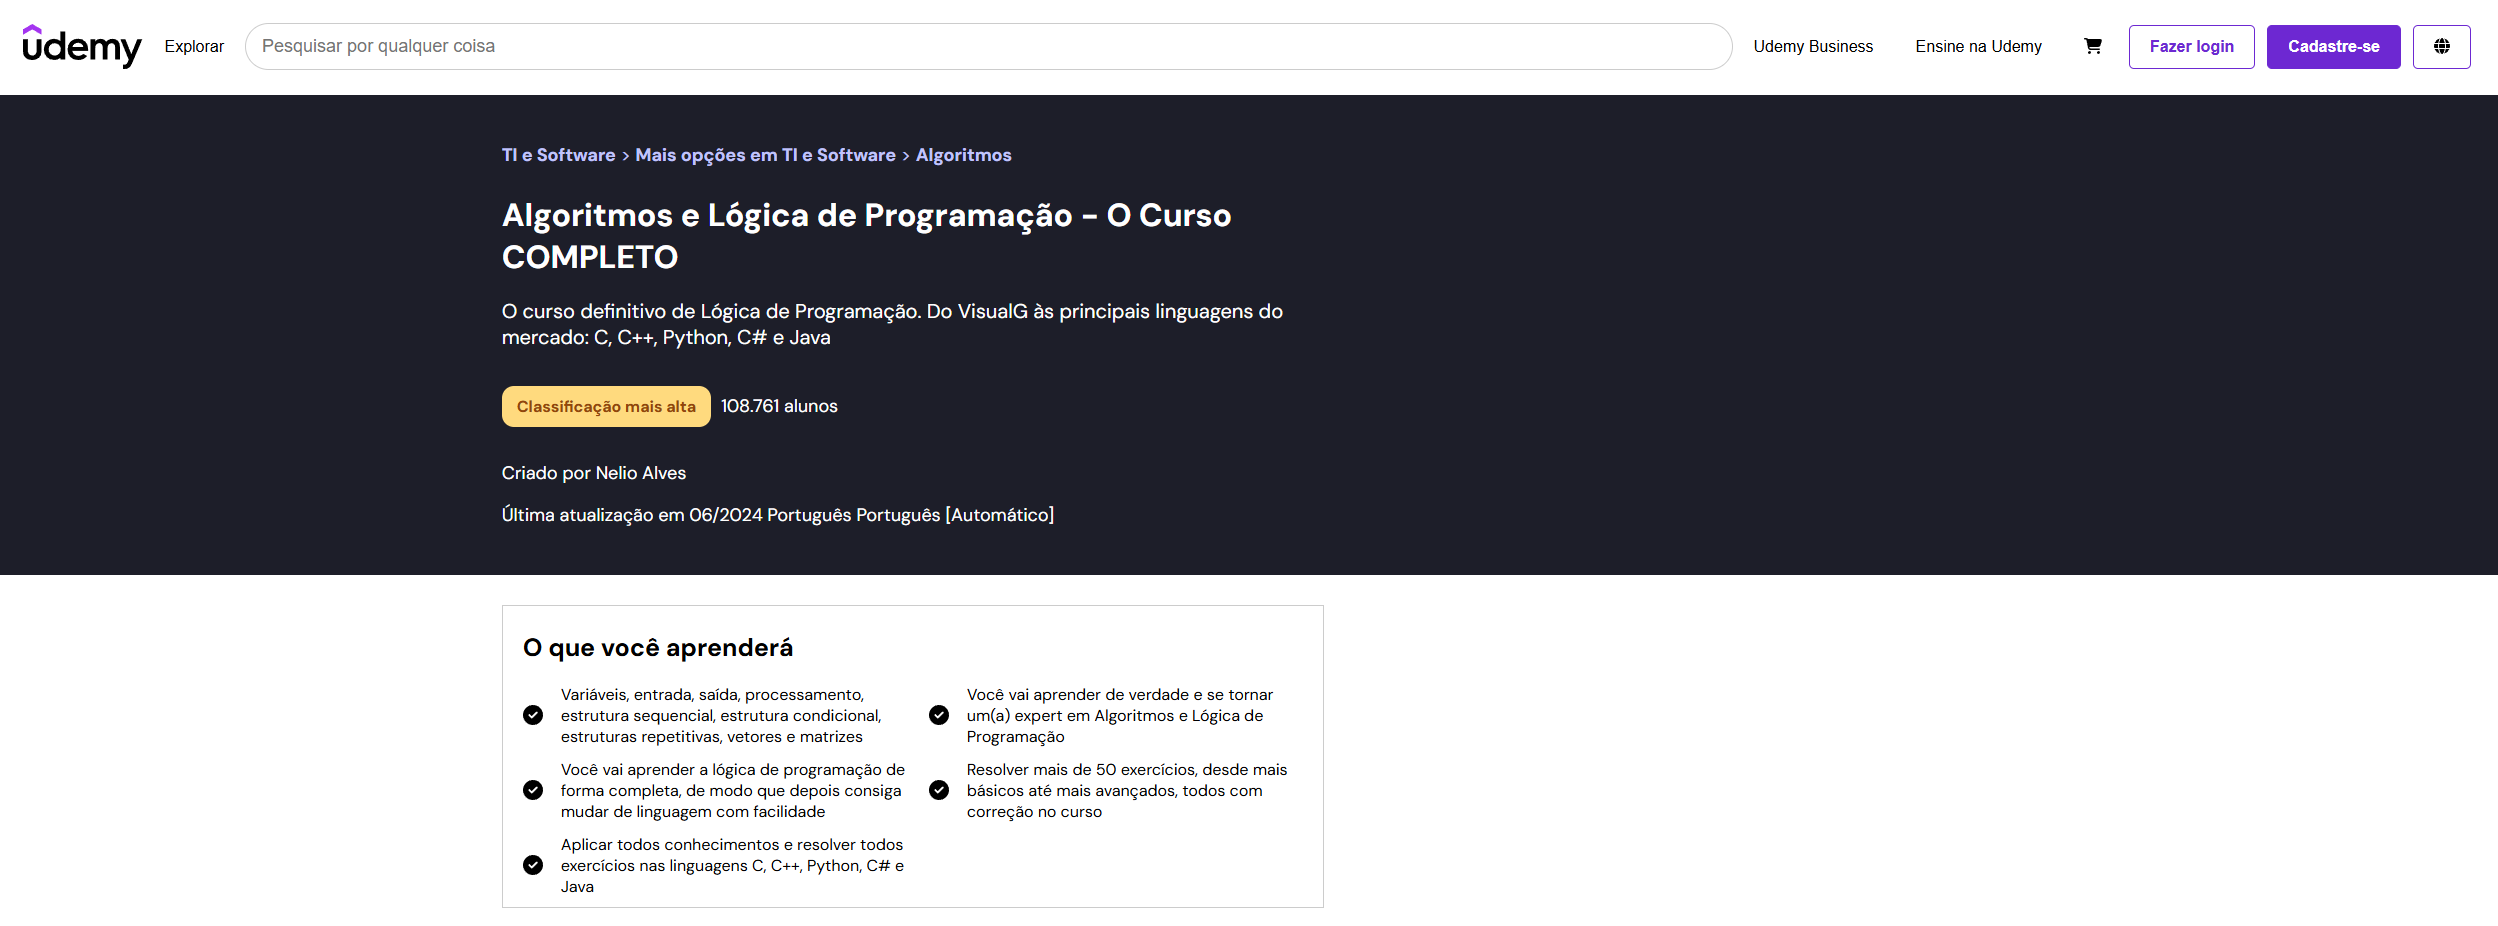 udemy Explorar Pesquisar por qualquer coisa Udemy Business Ensine na Udemy Fazer login Cadastre-se
TI e Software > Mais opções em TI e Software > Algoritmos
Algoritmos e Lógica de Programação - O Curso
COMPLETO
O curso definitivo de Lógica de Programação. Do VisualG às principais linguagens do
mercado: C, C++, Python, C# e Java
Classificação mais alta 108.761 alunos
Criado por Nelio Alves
Última atualização em 06/2024 Português Português [Automático]
O que você aprenderá
Variáveis, entrada, saída, processamento,
estrutura sequencial, estrutura condicional,
estruturas repetitivas, vetores e matrizes
Você vai aprender de verdade e se tornar
um(a) expert em Algoritmos e Lógica de
Programação
Você vai aprender a lógica de programação de
forma completa, de modo que depois consiga
mudar de linguagem com facilidade
Resolver mais de 50 exercícios, desde mais
básicos até mais avançados, todos com
correção no curso
Aplicar todos conhecimentos e resolver todos
exercícios nas linguagens C, C++, Python, C# e
Java